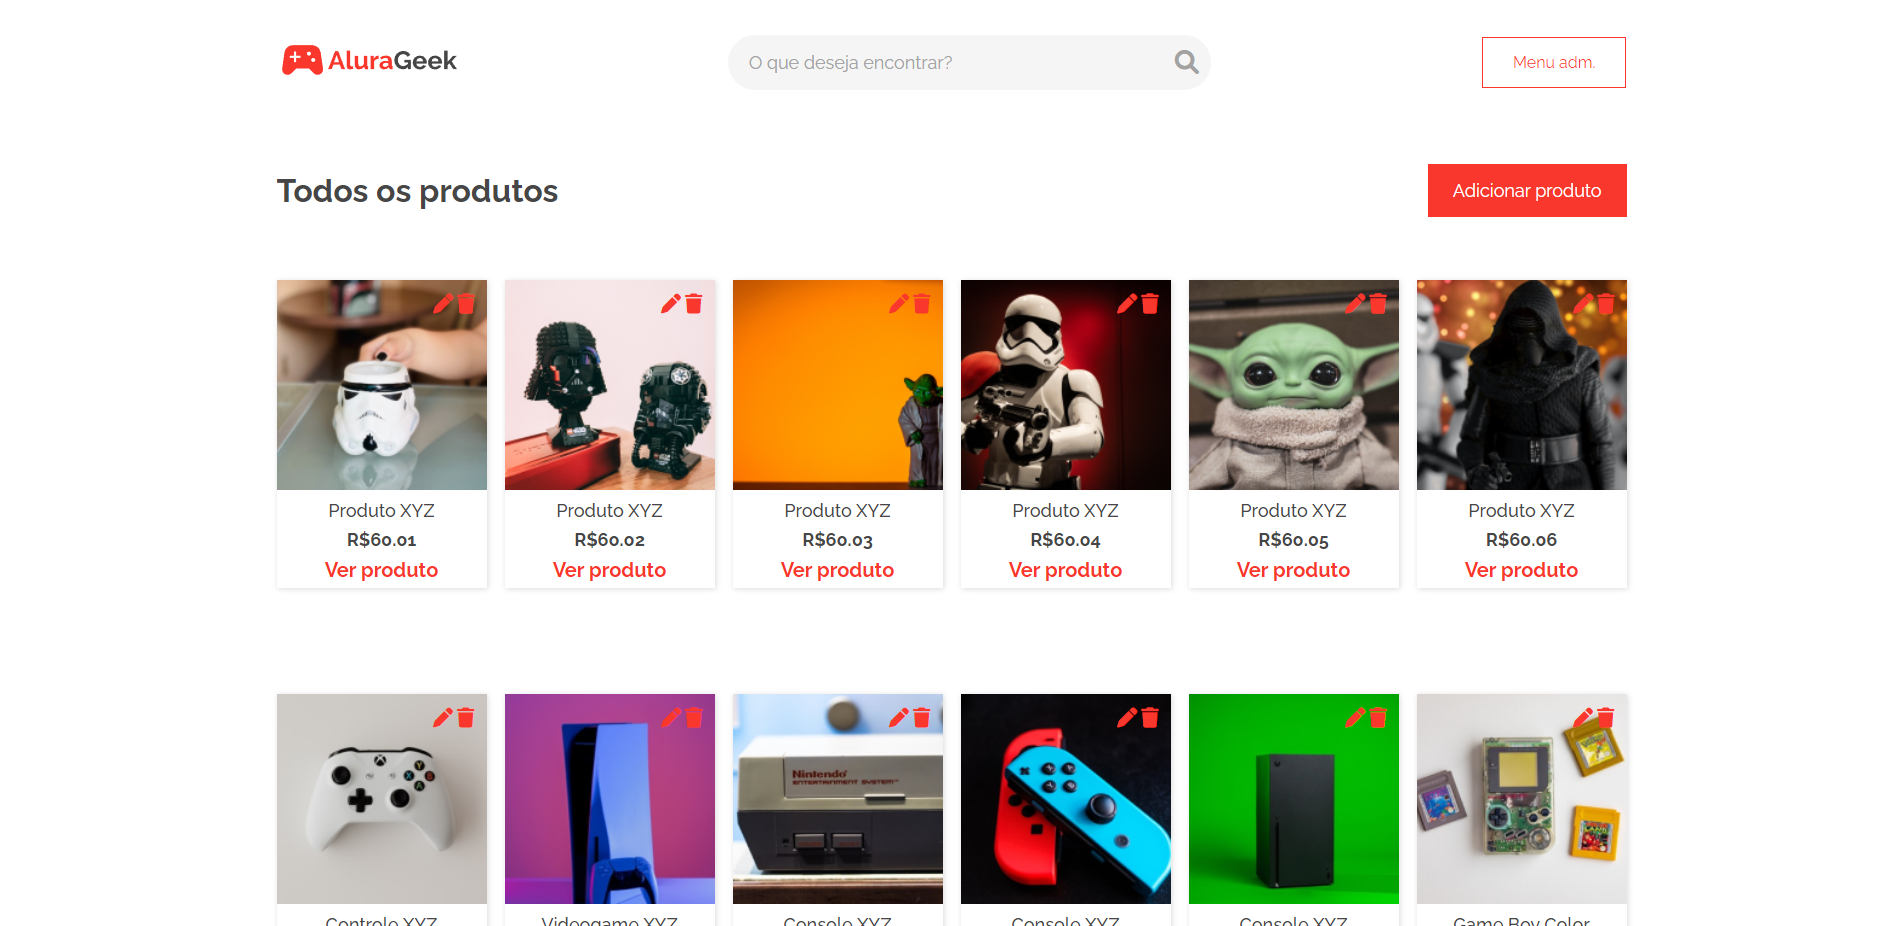 AluraGeek
O que deseja encontrar?
Menu adm.
Todos os produtos
Adicionar produto
Produto XYZ
R$60.01
Ver produto
Produto XYZ
R$60.02
Ver produto
Produto XYZ
R$60.03
Ver produto
Produto XYZ
R$60.04
Ver produto
Produto XYZ
R$60.05
Ver produto
Produto XYZ
R$60.06
Ver produto
Nintendo
ENTERTAINMENT SYSTEM™
Controle XYZ
Videogame XYZ
Console XYZ
Console XYZ
Console XYZ
Game Boy Color